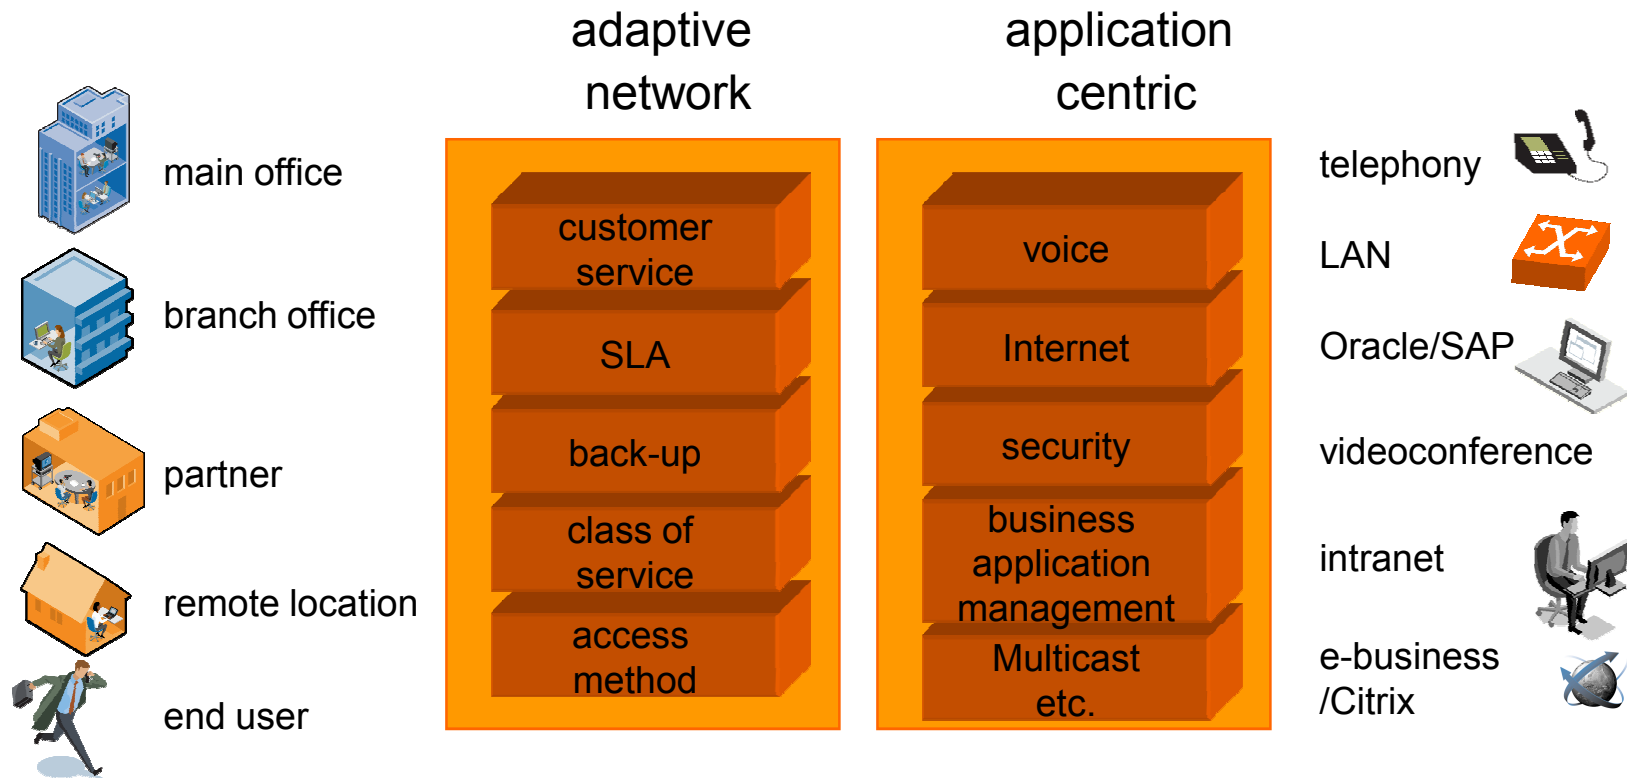 adaptive
network
application
centric
main office
branch office
partner
remote location
end user
customer
service
SLA
back-up
class of
service
access
method
voice
Internet
security
business
application
management
Multicast
etc.
telephony
LAN
Oracle/SAP
videoconference
intranet
e-business
/Citrix